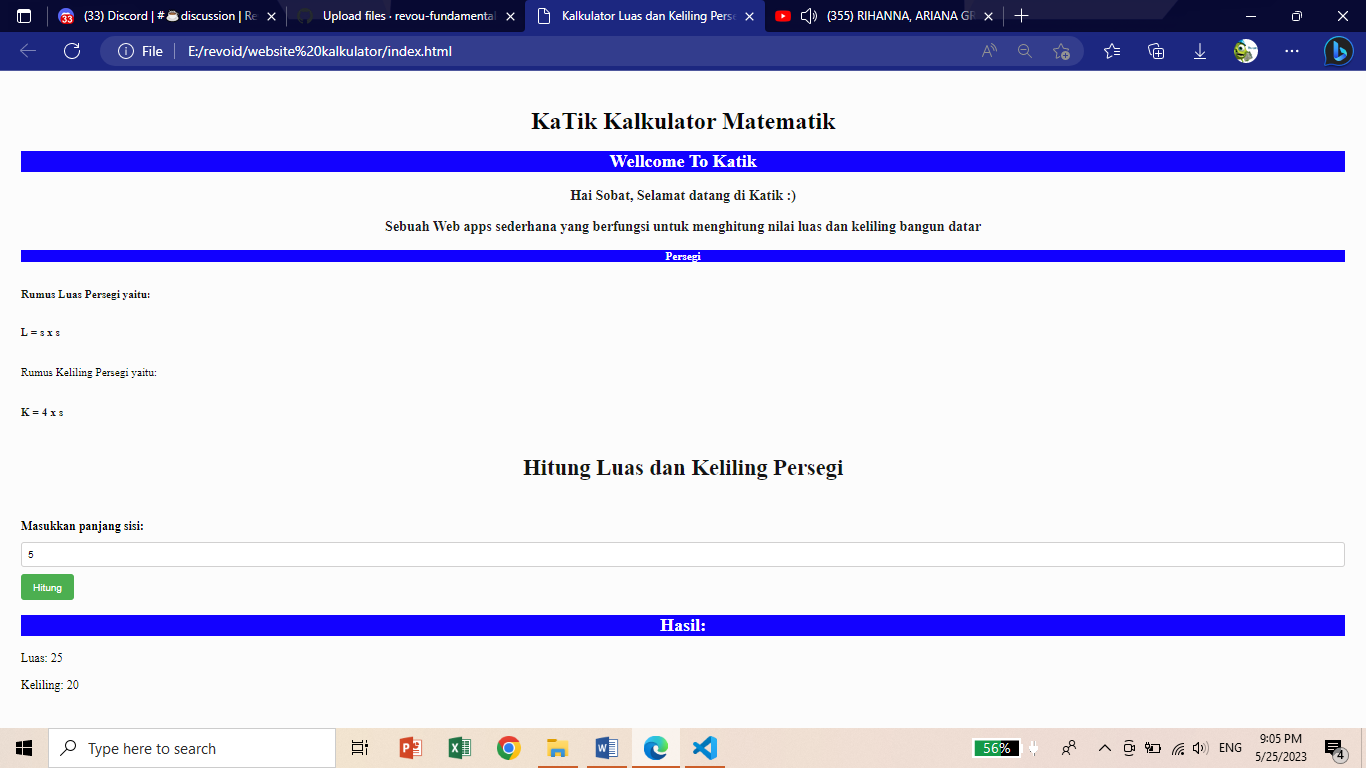 (33) Discord | #☕discussion | Re
Upload files · revou-fundamental
Kalkulator Luas dan Keliling Perse
(355) RIHANNA, ARIANA GR
File
E:/revoid/website%20kalkulator/index.html
KaTik Kalkulator Matematik
Wellcome To Katik
Hai Sobat, Selamat datang di Katik :)
Sebuah Web apps sederhana yang berfungsi untuk menghitung nilai luas dan keliling bangun datar
Persegi
Rumus Luas Persegi yaitu:
L = s x s
Rumus Keliling Persegi yaitu:
K = 4 x s
Hitung Luas dan Keliling Persegi
Masukkan panjang sisi:
5
Hitung
Hasil:
Luas: 25
Keliling: 20
Type here to search
56%
ENG
9:05 PM
5/25/2023
4